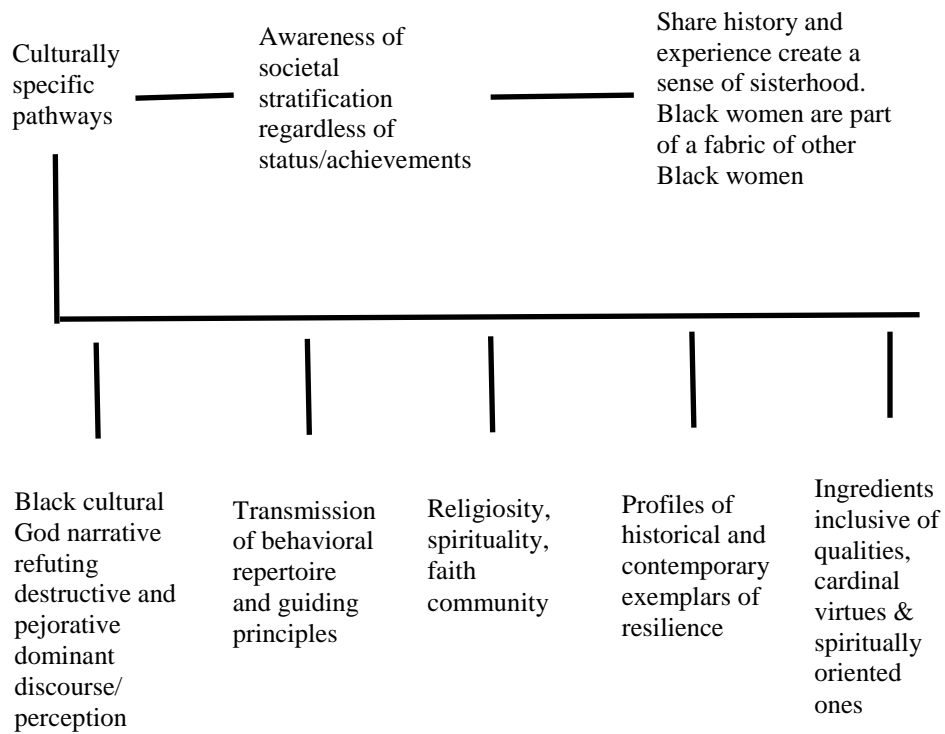 Culturally
specific
pathways
Awareness of
societal
stratification
regardless of
status/achievements
Share history and
experience create a
sense of sisterhood.
Black women are part
of a fabric of other
Black women
Black cultural
God narrative
refuting
destructive and
pejorative
dominant
discourse/
perception
Transmission
of behavioral
repertoire
and guiding
principles
Religiosity,
spirituality,
faith
community
Profiles of
historical and
contemporary
exemplars of
resilience
Ingredients
inclusive of
qualities,
cardinal
virtues &
spiritually
oriented
ones